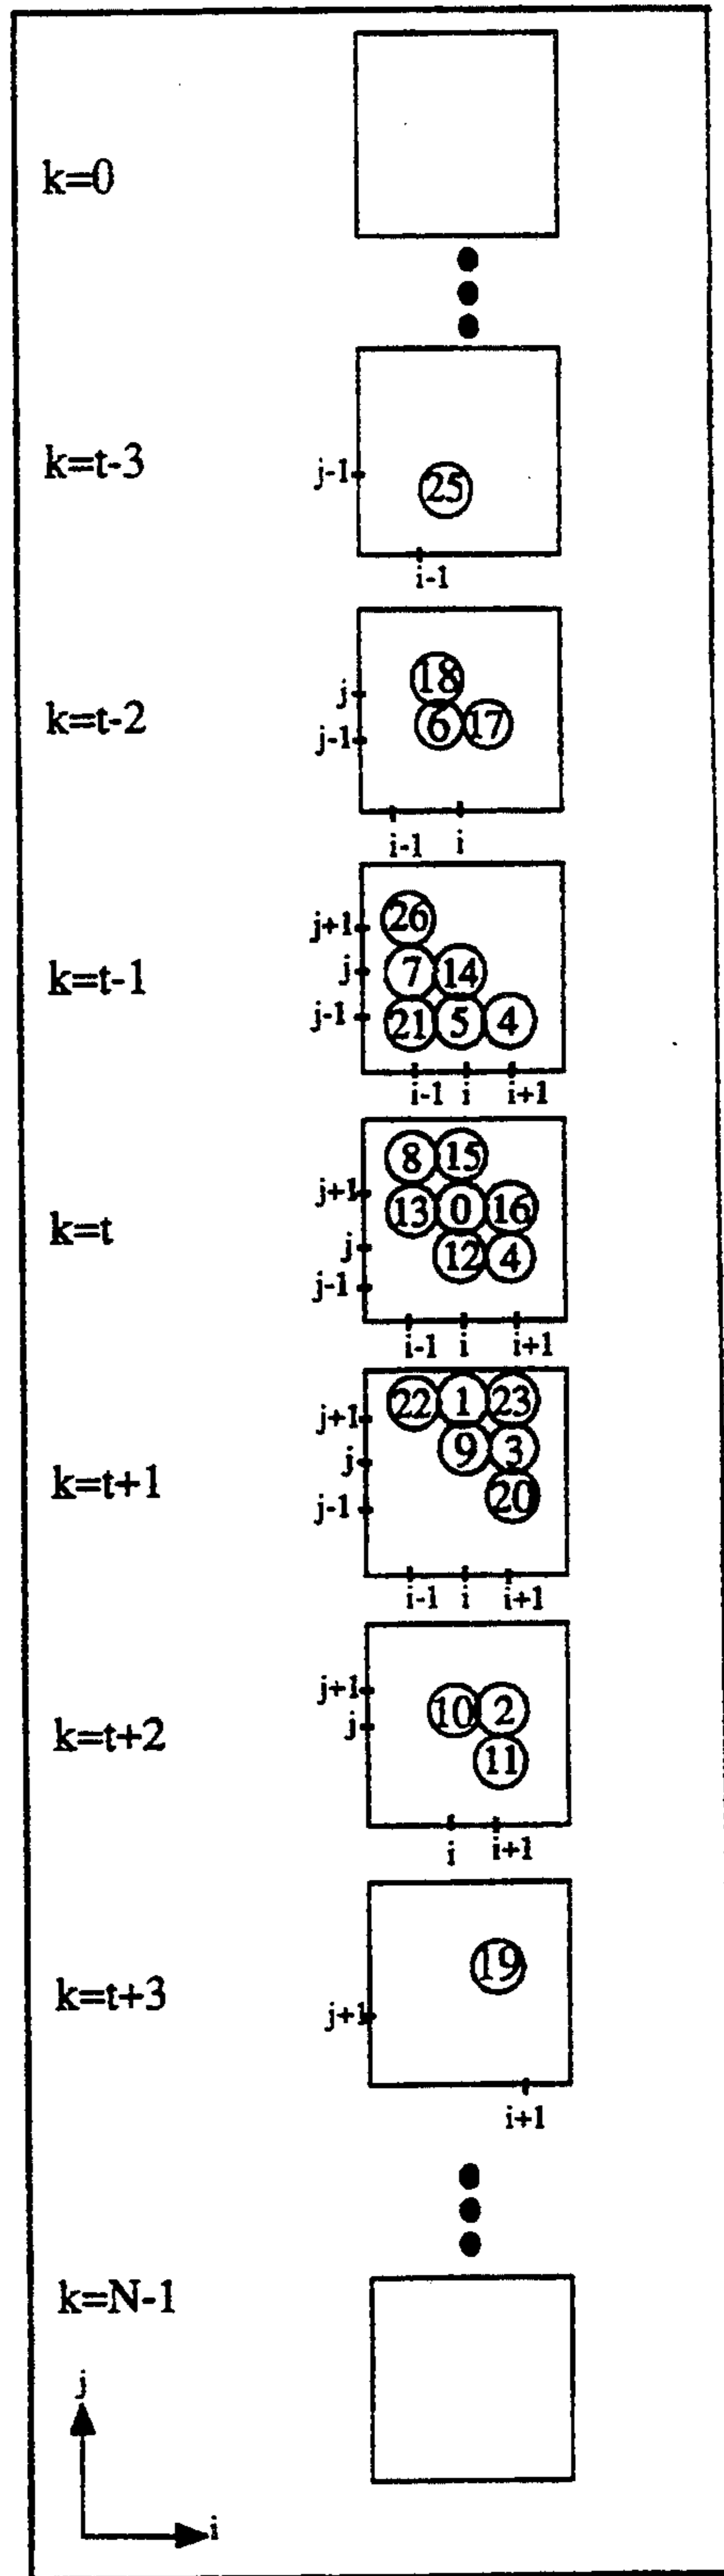 k=0
k=t-3
j-1
25
i-1
k=t-2
18
j
6 17
j-1
i-1 i
k=t-1
26
j+1
7 14
j
21 5 4
j-1
i-1 i i+1
k=t
8 15
j+1
13 0 16
j
12 4
j-1
i-1 i i+1
k=t+1
22 1 23
j+1
9 3
j
20
j-1
i-1 i i+1
k=t+2
j+1
10 2
j
11
i i+1
k=t+3
19
j+1
i+1
k=N-1
j
i